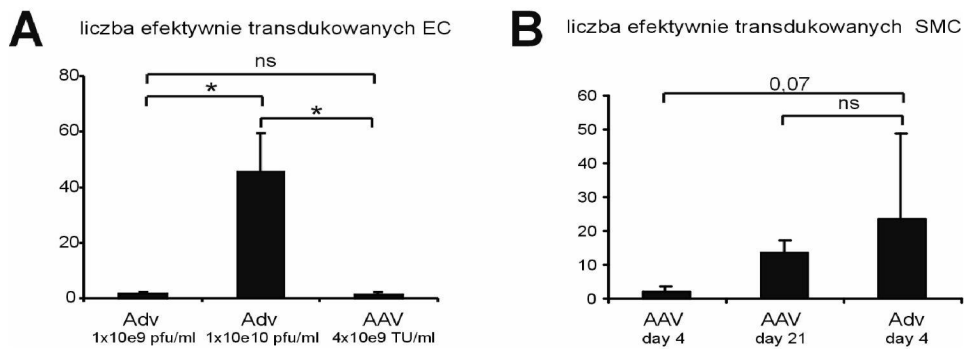 A
liczba efektywnie transdukowanych EC
ns
*
*
80
60
40
20
0
Adv
1x10e9 pfu/ml
Adv
1x10e10 pfu/ml
AAV
4x10e9 TU/ml
B
liczba efektywnie transdukowanych SMC
0,07
ns
60
50
40
30
20
10
0
AAV
day 4
AAV
day 21
Adv
day 4